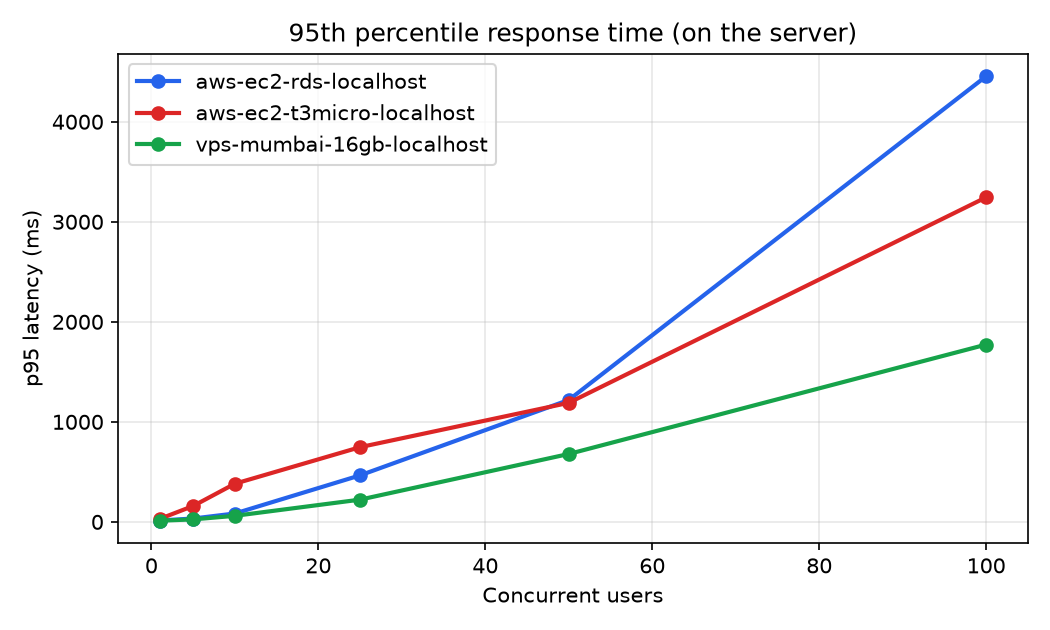 95th percentile response time (on the server)
aws-ec2-rds-localhost
aws-ec2-t3micro-localhost
vps-mumbai-16gb-localhost
p95 latency (ms)
4000
3000
2000
1000
0
0 20 40 60 80 100
Concurrent users